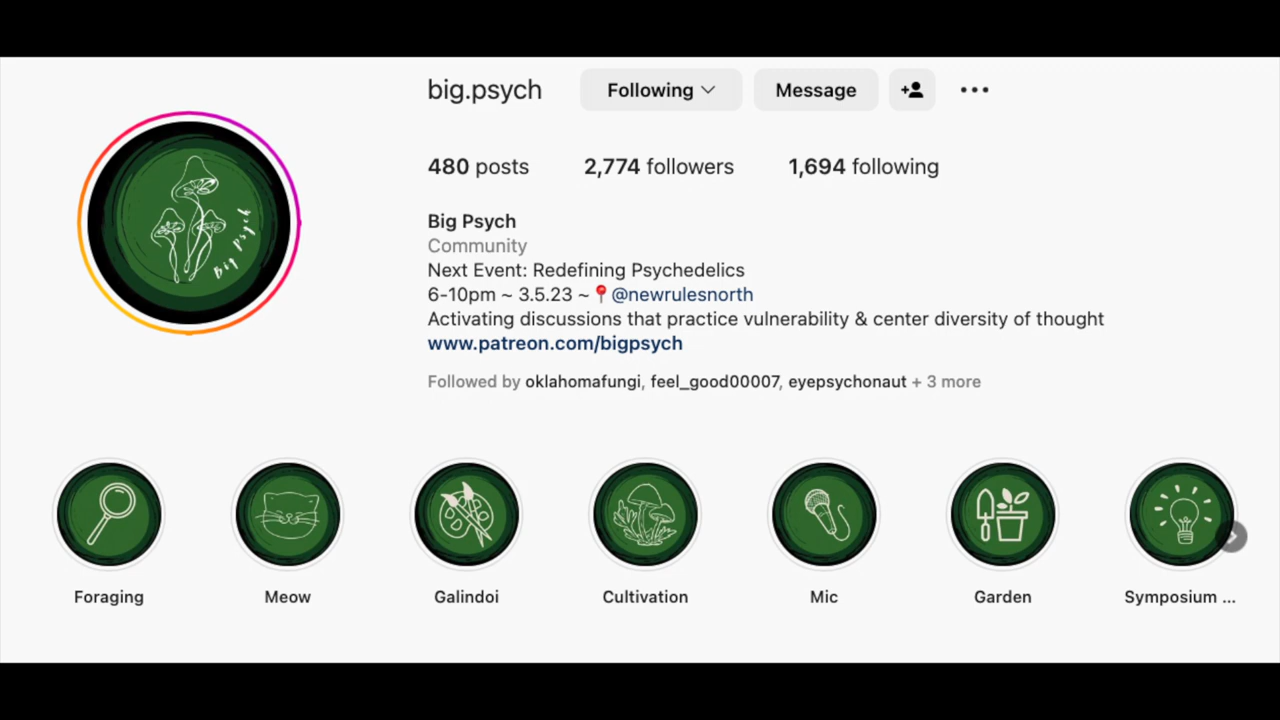 big.psych Following Message
480 posts 2,774 followers 1,694 following
Big Psych
Big Psych
Community
Next Event: Redefining Psychedelics
6-10pm ~ 3.5.23 ~📍@newrulesnorth
Activating discussions that practice vulnerability & center diversity of thought
www.patreon.com/bigpsych
Followed by oklahomafungi, feel_good00007, eyepsychonaut + 3 more
Foraging Meow Galindoi Cultivation Mic Garden Symposium ...